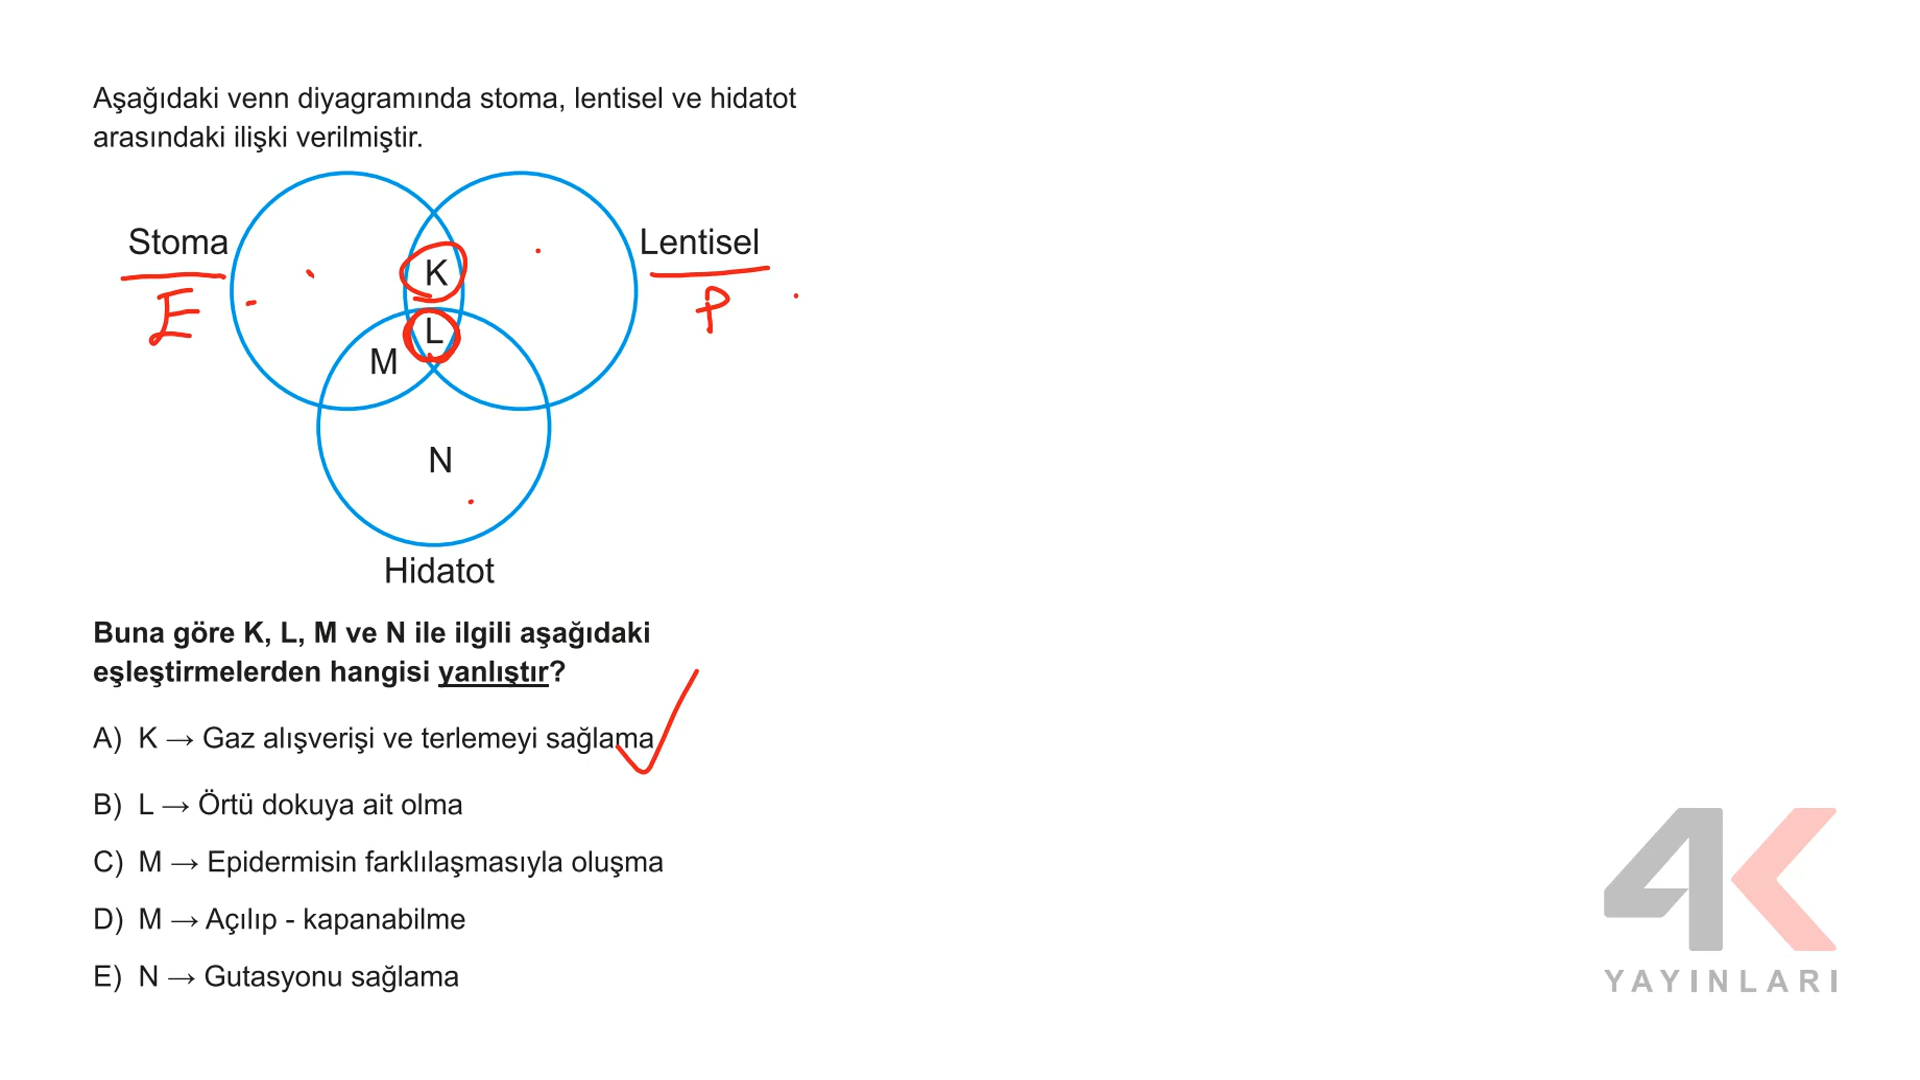 Aşağıdaki venn diyagramında stoma, lentisel ve hidatot
arasındaki ilişki verilmiştir.
Stoma
Lentisel
K
E
P
L
M
N
Hidatot
Buna göre K, L, M ve N ile ilgili aşağıdaki
eşleştirmelerden hangisi yanlıştır?
A) K → Gaz alışverişi ve terlemeyi sağlama
B) L → Örtü dokuya ait olma
C) M → Epidermisin farklılaşmasıyla oluşma
D) M → Açılıp - kapanabilme
E) N → Gutasyonu sağlama
4K
YAYINLARI